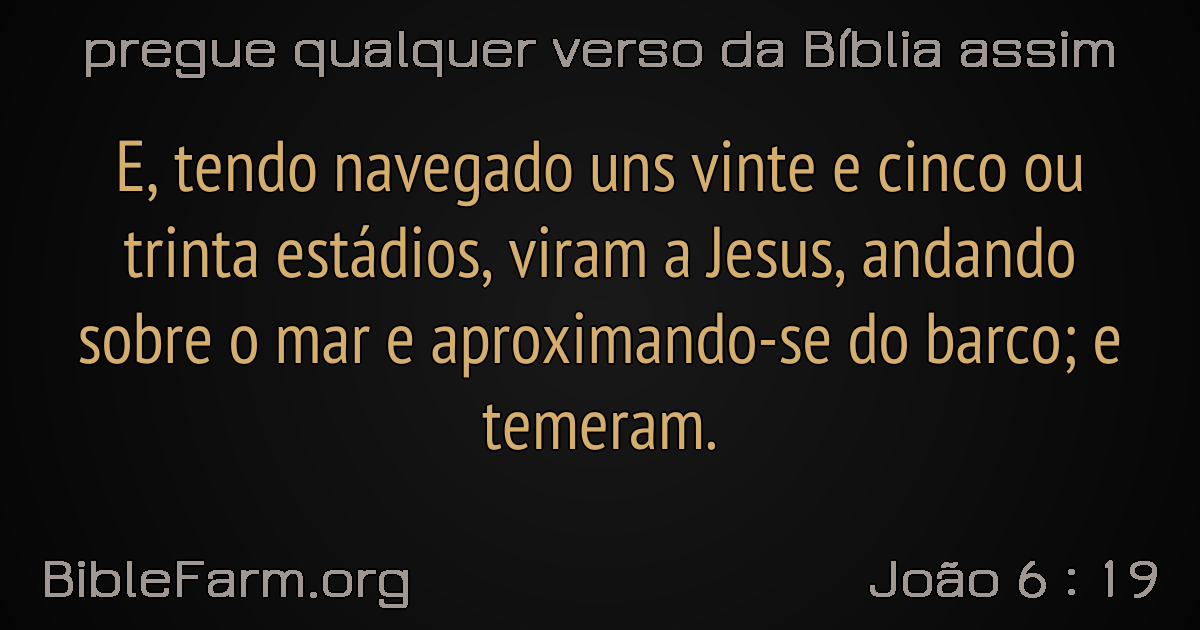 pregue qualquer verso da Bíblia assim
E, tendo navegado uns vinte e cinco ou
trinta estádios, viram a Jesus, andando
sobre o mar e aproximando-se do barco; e
temeram.
BibleFarm.org
João 6 : 19